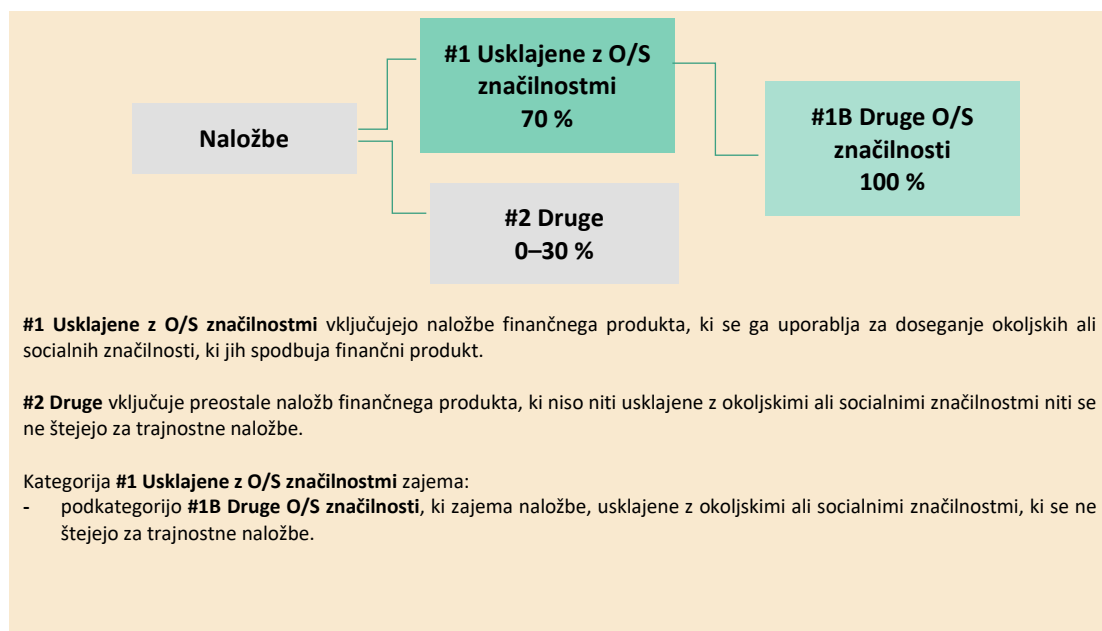 #1 Usklajene z O/S
značilnostmi
70 %
Naložbe
#1B Druge O/S
značilnosti
100 %
#2 Druge
0–30 %
#1 Usklajene z O/S značilnostmi vključujejo naložbe finančnega produkta, ki se ga uporablja za doseganje okoljskih ali
socialnih značilnosti, ki jih spodbuja finančni produkt.
#2 Druge vključuje preostale naložb finančnega produkta, ki niso niti usklajene z okoljskimi ali socialnimi značilnostmi niti se
ne štejejo za trajnostne naložbe.
Kategorija #1 Usklajene z O/S značilnostmi zajema:
- podkategorijo #1B Druge O/S značilnosti, ki zajema naložbe, usklajene z okoljskimi ali socialnimi značilnostmi, ki se ne
štejejo za trajnostne naložbe.